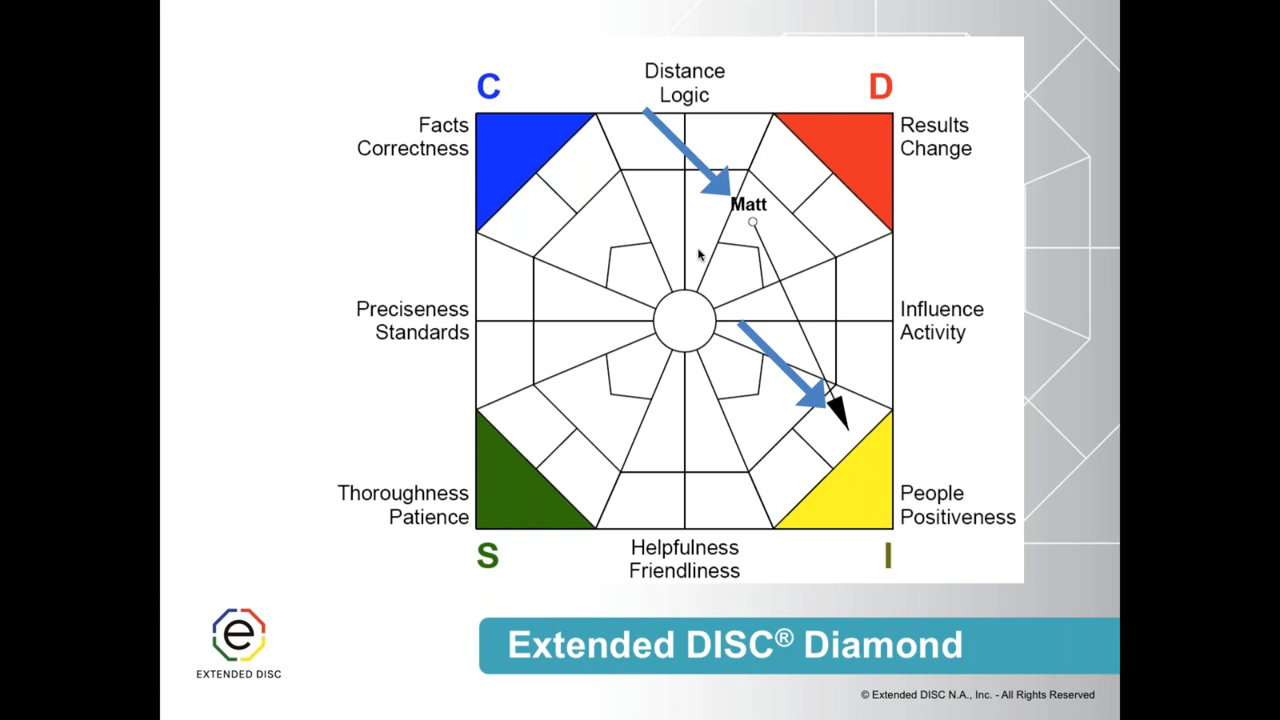 Distance
Logic
C
D
Facts
Correctness
Results
Change
Matt
Preciseness
Standards
Influence
Activity
Thoroughness
Patience
People
Positiveness
S
Helpfulness
Friendliness
I
e
EXTENDED DISC
Extended DISC® Diamond
© Extended DISC N.A., Inc. - All Rights Reserved